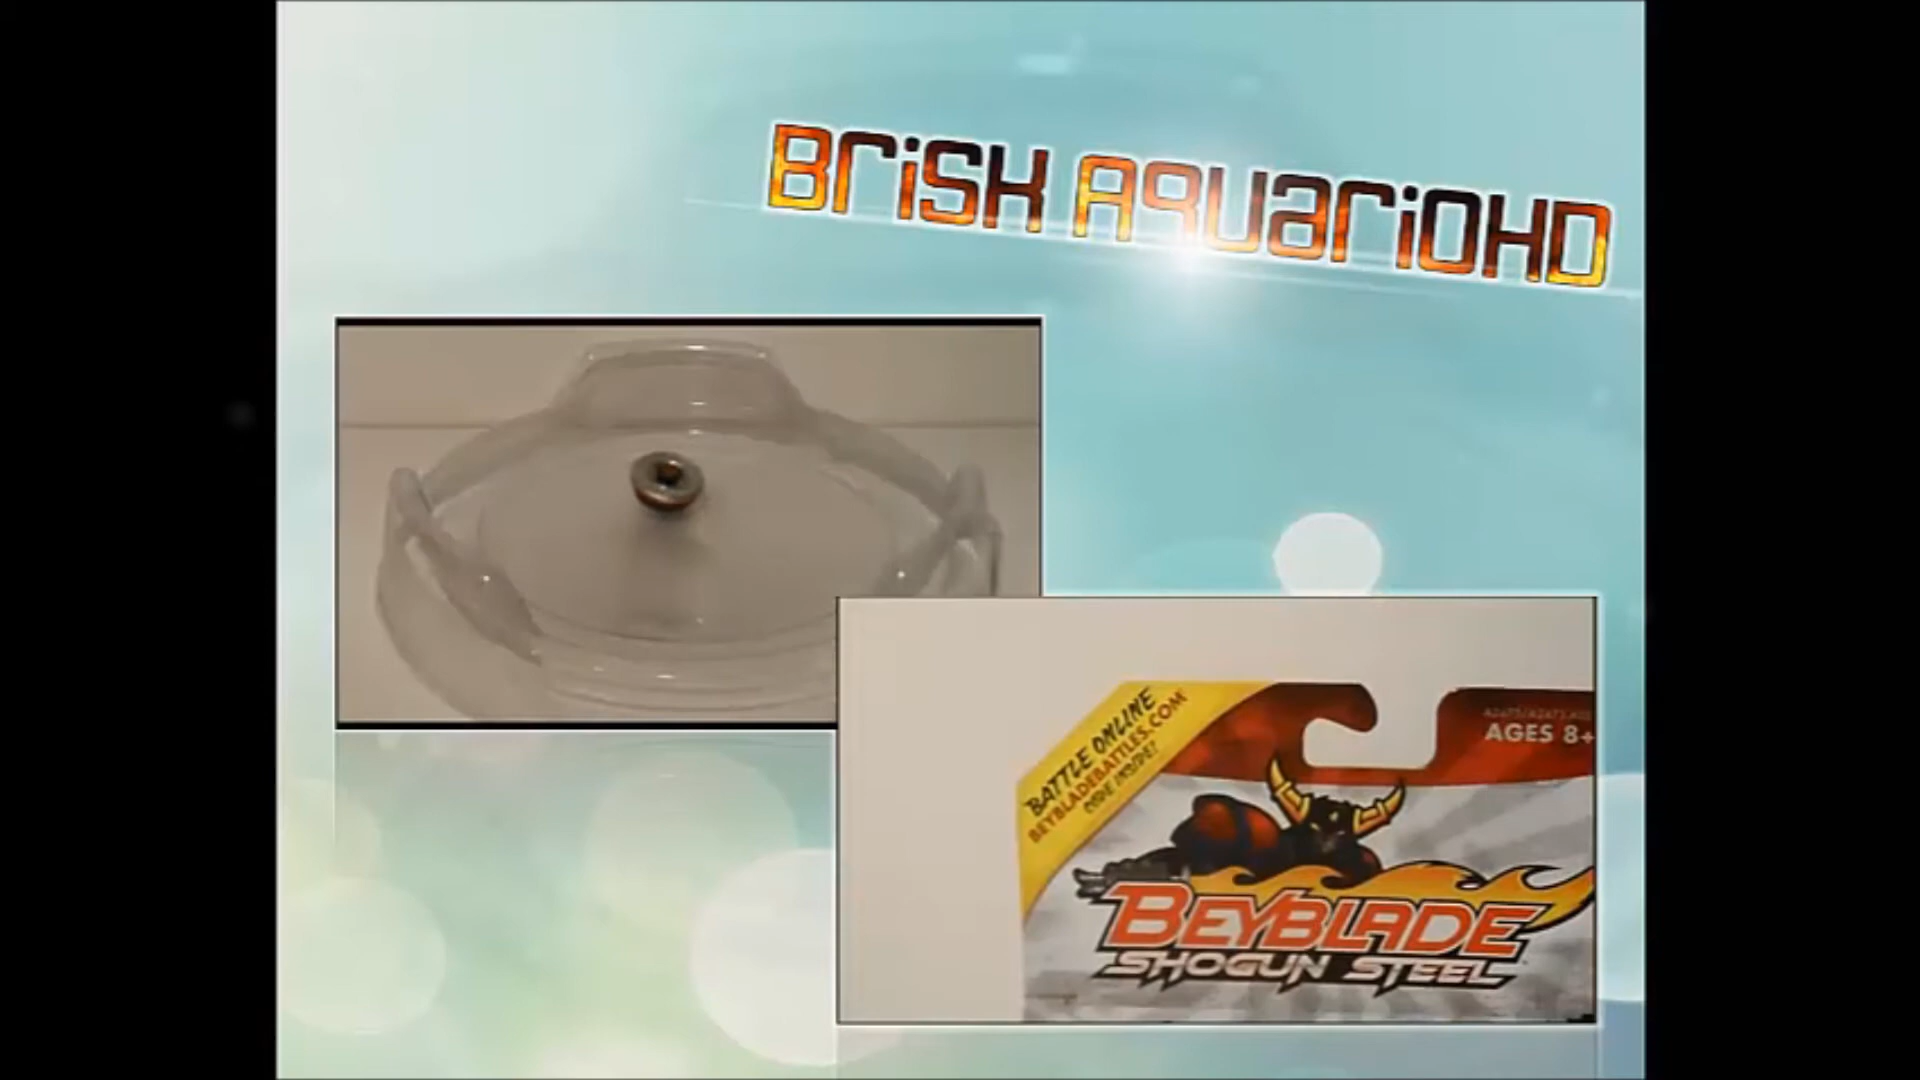 Brisk AquarioHD
BATTLE ONLINE
BEYBLADEBATTLES.COM
CODE INSIDE!
AGES 8+
BEYBLADE
SHOGUN STEEL